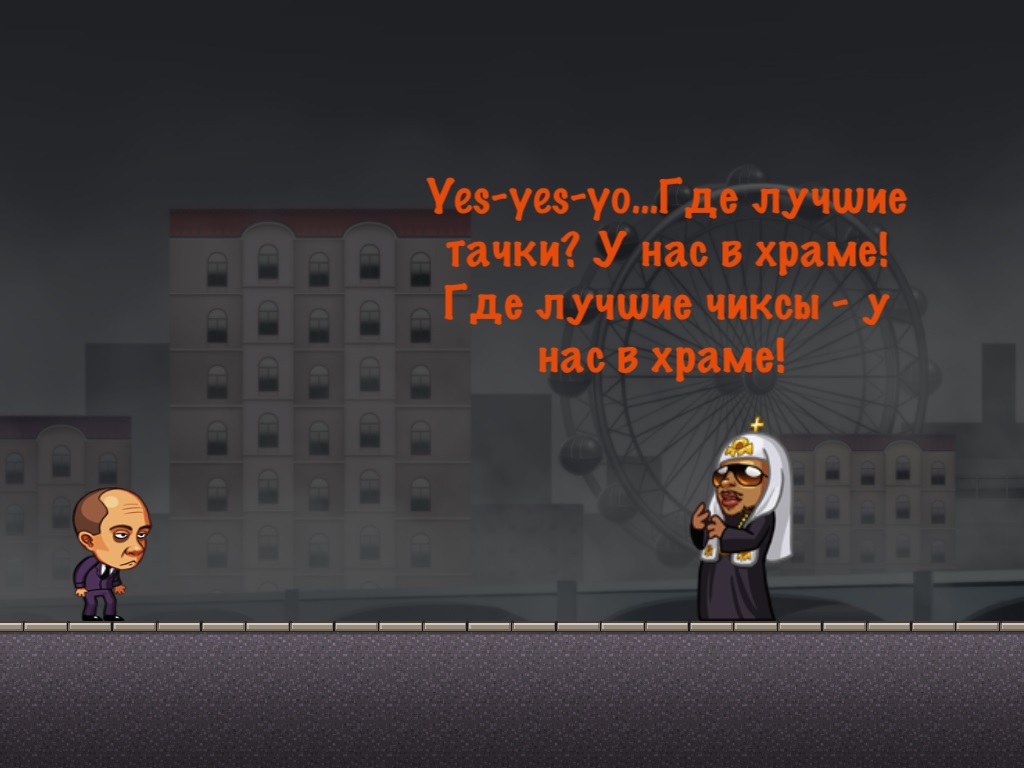 Yes-yes-yo...Где лучшие
тачки? У нас в храме!
Где лучшие чиксы - у
нас в храме!